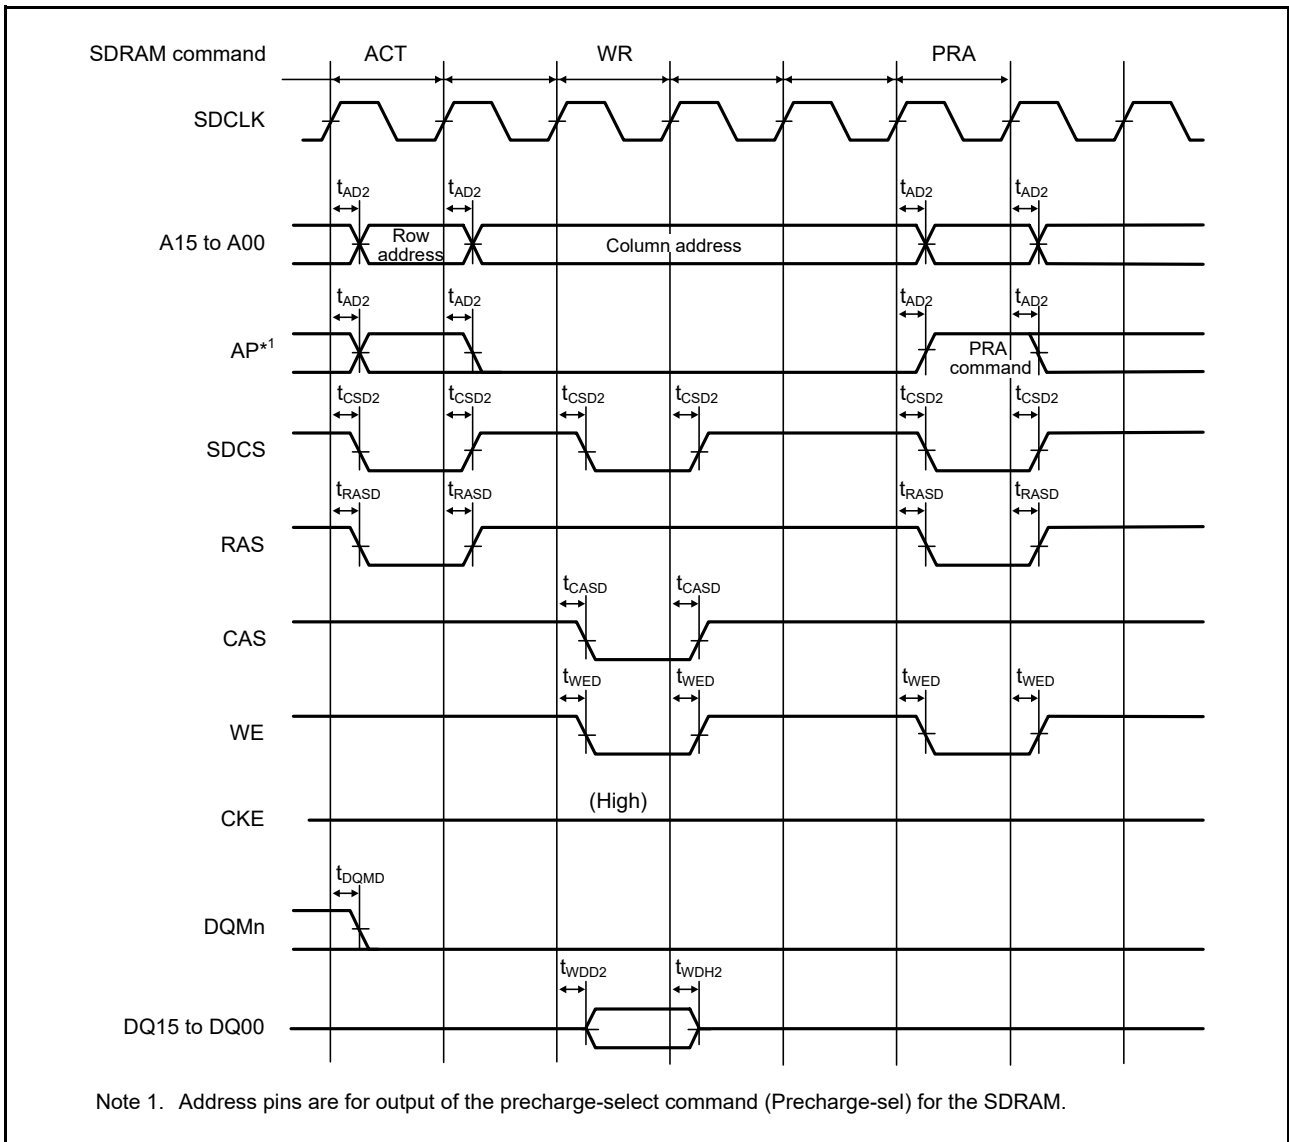 SDRAM command ACT WR PRA
SDCLK
tAD2 tAD2 tAD2 tAD2
A15 to A00 Row address Column address
tAD2 tAD2 tAD2 tAD2
AP*1 PRA command
tCSD2 tCSD2 tCSD2 tCSD2 tCSD2 tCSD2
SDCS
tRASD tRASD tRASD tRASD
RAS
tCASD tCASD
CAS
tWED tWED tWED tWED
WE
(High)
CKE
tDQMD
DQMn
tWDD2 tWDH2
DQ15 to DQ00
Note 1. Address pins are for output of the precharge-select command (Precharge-sel) for the SDRAM.